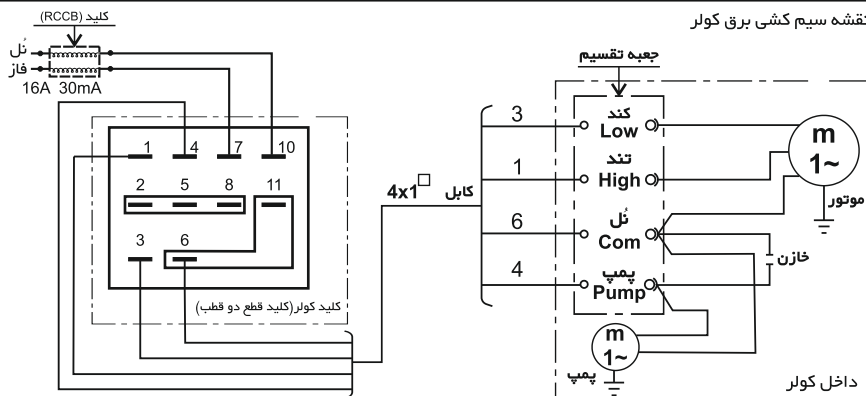 نقشه سیم کشی برق کولر
کلید (RCCB)
نُل
فاز
16A 30mA
جعبه تقسیم
1 4 7 10
2 5 8 11
3 6
کلید کولر(کلید قطع دو قطب)
4x1□
کابل
3
کند
Low
1
تند
High
6
نُل
Com
4
پمپ
Pump
m
1~
موتور
خازن
m
1~
پمپ
داخل کولر